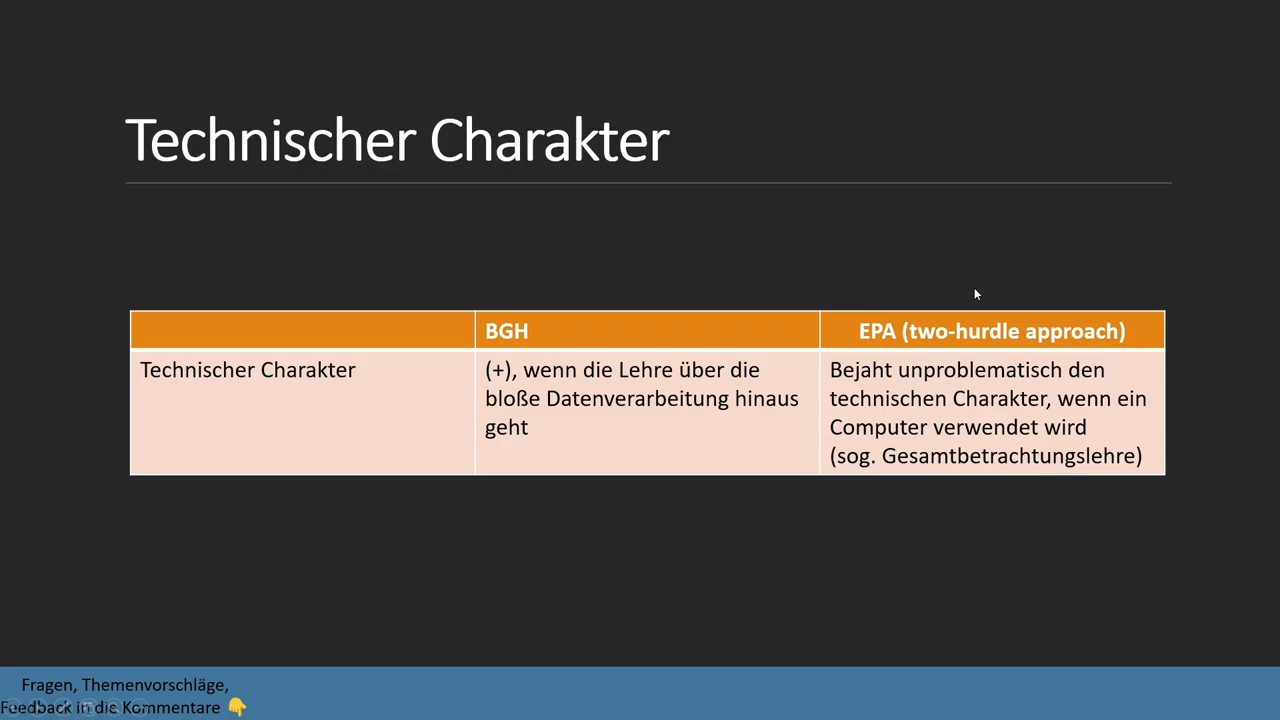 Technischer Charakter
BGH
EPA (two-hurdle approach)
Technischer Charakter
(+), wenn die Lehre über die
bloße Datenverarbeitung hinaus
geht
Bejaht unproblematisch den
technischen Charakter, wenn ein
Computer verwendet wird
(sog. Gesamtbetrachtungslehre)
Fragen, Themenvorschläge,
Feedback in die Kommentare 👇